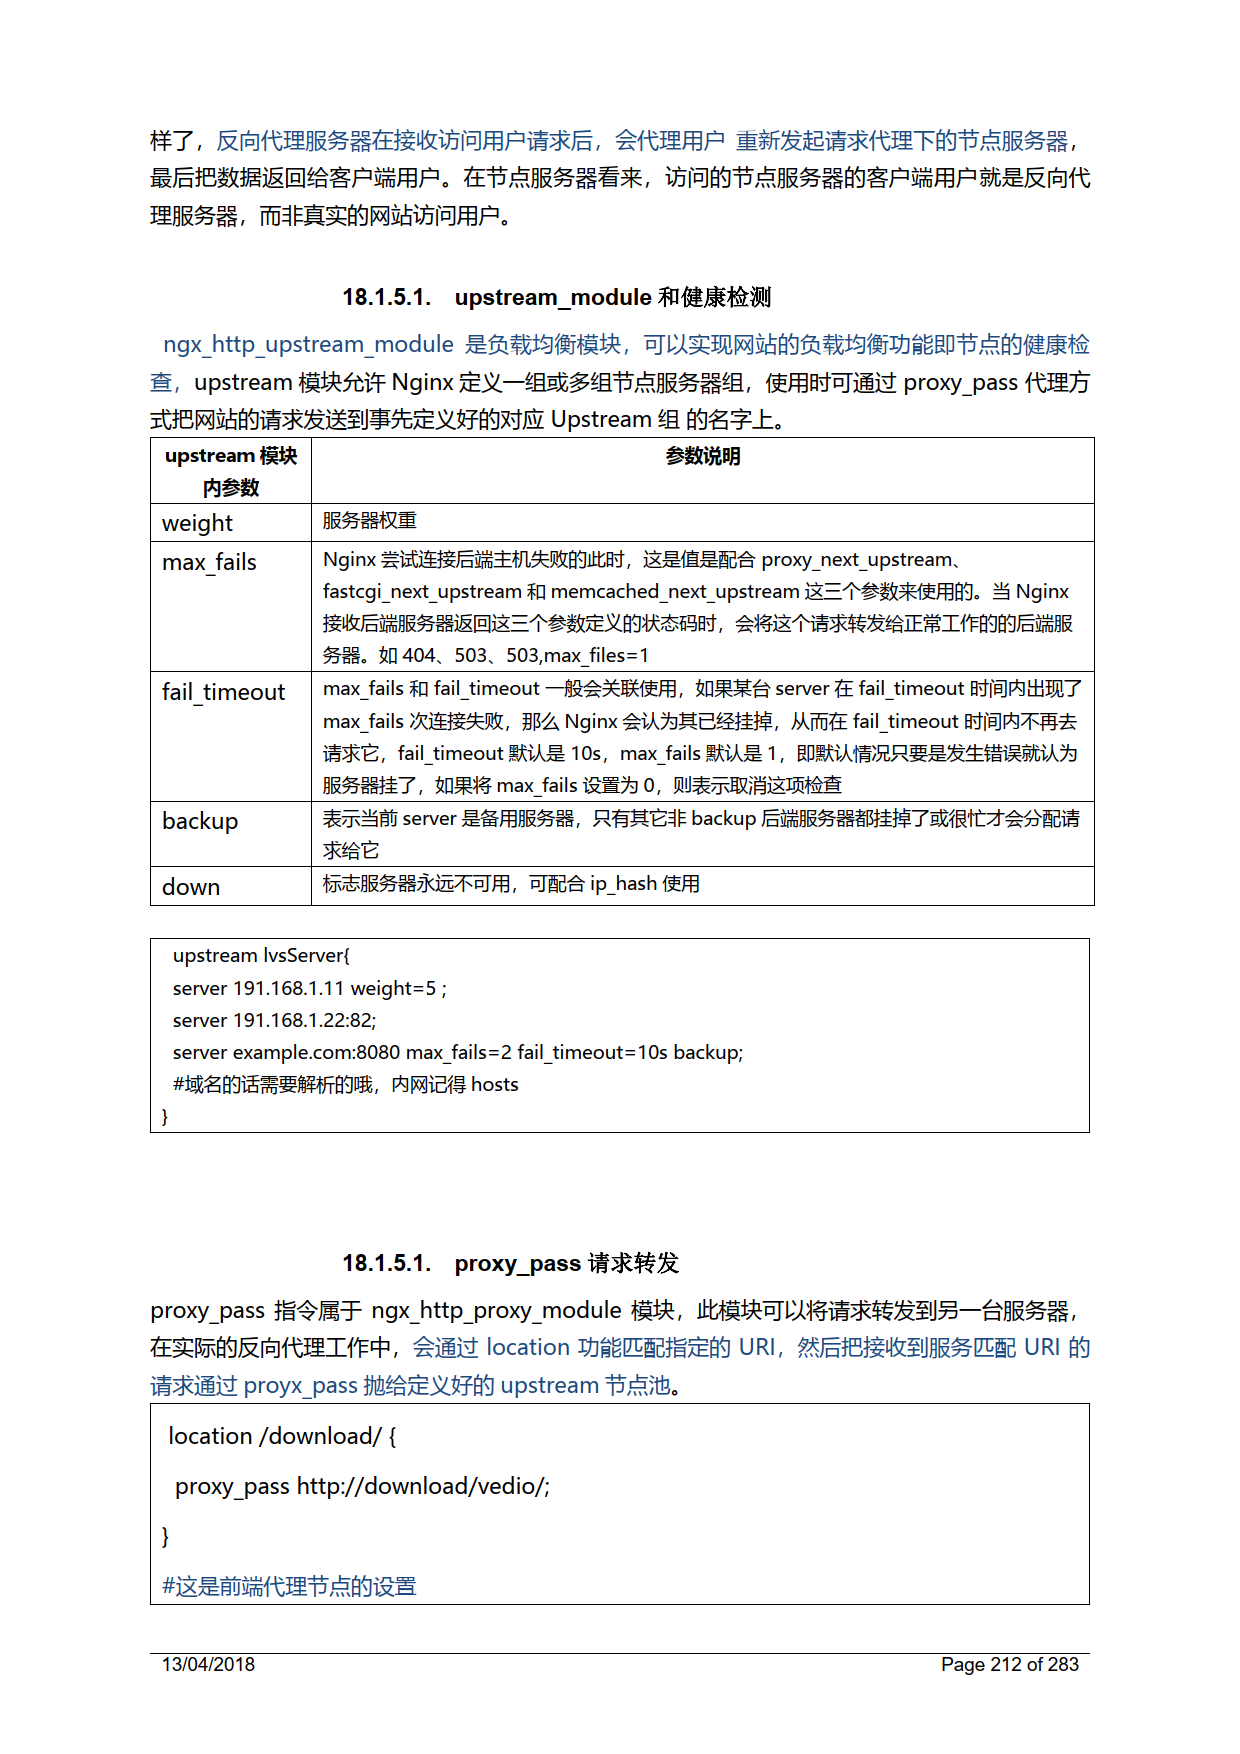 样了，反向代理服务器在接收访问用户请求后，会代理用户 重新发起请求代理下的节点服务器，
最后把数据返回给客户端用户。在节点服务器看来，访问的节点服务器的客户端用户就是反向代
理服务器，而非真实的网站访问用户。
18.1.5.1. upstream_module 和健康检测
ngx_http_upstream_module 是负载均衡模块，可以实现网站的负载均衡功能即节点的健康检
查，upstream 模块允许 Nginx 定义一组或多组节点服务器组，使用时可通过 proxy_pass 代理方
式把网站的请求发送到事先定义好的对应 Upstream 组 的名字上。
upstream 模块 参数说明
内参数
weight 服务器权重
max_fails Nginx 尝试连接后端主机失败的此时，这是值是配合 proxy_next_upstream、
fastcgi_next_upstream 和 memcached_next_upstream 这三个参数来使用的。当 Nginx
接收后端服务器返回这三个参数定义的状态码时，会将这个请求转发给正常工作的的后端服
务器。如 404、503、503,max_files=1
fail_timeout max_fails 和 fail_timeout 一般会关联使用，如果某台 server 在 fail_timeout 时间内出现了
max_fails 次连接失败，那么 Nginx 会认为其已经挂掉，从而在 fail_timeout 时间内不再去
请求它，fail_timeout 默认是 10s，max_fails 默认是 1，即默认情况只要是发生错误就认为
服务器挂了，如果将 max_fails 设置为 0，则表示取消这项检查
backup 表示当前 server 是备用服务器，只有其它非 backup 后端服务器都挂掉了或很忙才会分配请
求给它
down 标志服务器永远不可用，可配合 ip_hash 使用
upstream lvsServer{
server 191.168.1.11 weight=5 ;
server 191.168.1.22:82;
server example.com:8080 max_fails=2 fail_timeout=10s backup;
#域名的话需要解析的哦，内网记得 hosts
}
18.1.5.1. proxy_pass 请求转发
proxy_pass 指令属于 ngx_http_proxy_module 模块，此模块可以将请求转发到另一台服务器，
在实际的反向代理工作中，会通过 location 功能匹配指定的 URI，然后把接收到服务匹配 URI 的
请求通过 proyx_pass 抛给定义好的 upstream 节点池。
location /download/ {
proxy_pass http://download/vedio/;
}
#这是前端代理节点的设置
13/04/2018 Page 212 of 283